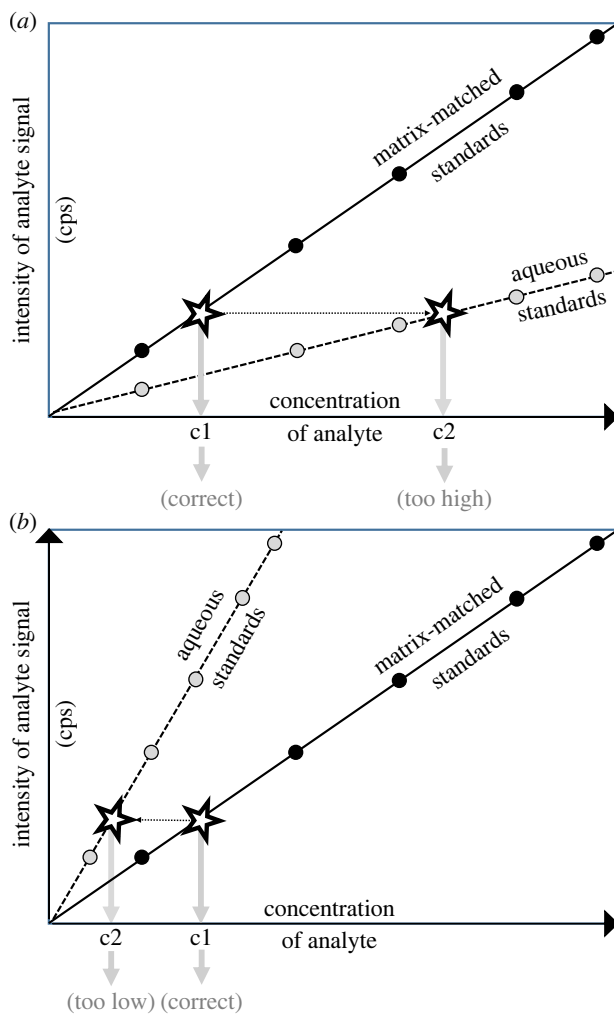 (a)
intensity of analyte signal
(cps)
matrix-matched
standards
aqueous
standards
concentration
of analyte
c1
c2
(correct)
(too high)
(b)
intensity of analyte signal
(cps)
aqueous
standards
matrix-matched
standards
concentration
of analyte
c2
c1
(too low)
(correct)